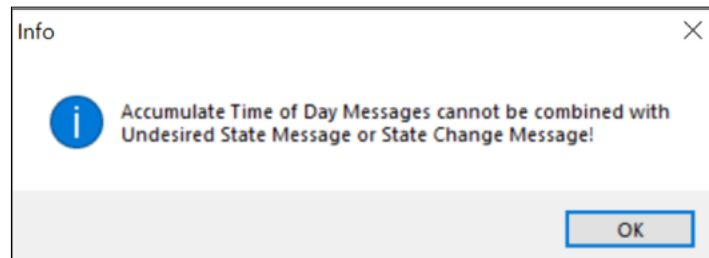 Info
Accumulate Time of Day Messages cannot be combined with
Undesired State Message or State Change Message!
OK